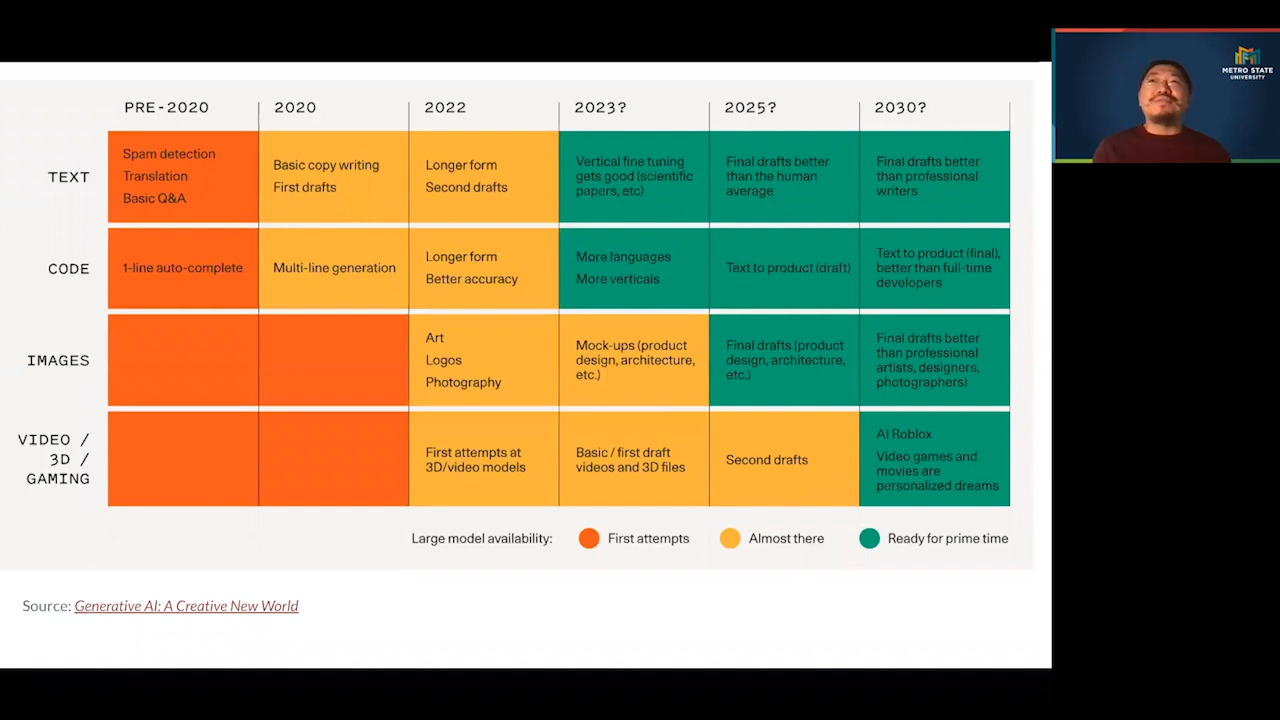 METRO STATE
UNIVERSITY
PRE-2020
2020
2022
2023?
2025?
2030?
TEXT
Spam detection
Translation
Basic Q&A
Basic copy writing
First drafts
Longer form
Second drafts
Vertical fine tuning
gets good (scientific
papers, etc)
Final drafts better
than the human
average
Final drafts better
than professional
writers
CODE
1-line auto-complete
Multi-line generation
Longer form
Better accuracy
More languages
More verticals
Text to product (draft)
Text to product (final),
better than full-time
developers
IMAGES
Art
Logos
Photography
Mock-ups (product
design, architecture,
etc.)
Final drafts (product
design, architecture,
etc.)
Final drafts better
than professional
artists, designers,
photographers)
VIDEO /
3D /
GAMING
First attempts at
3D/video models
Basic / first draft
videos and 3D files
Second drafts
AI Roblox
Video games and
movies are
personalized dreams
Large model availability:
First attempts
Almost there
Ready for prime time
Source: Generative AI: A Creative New World